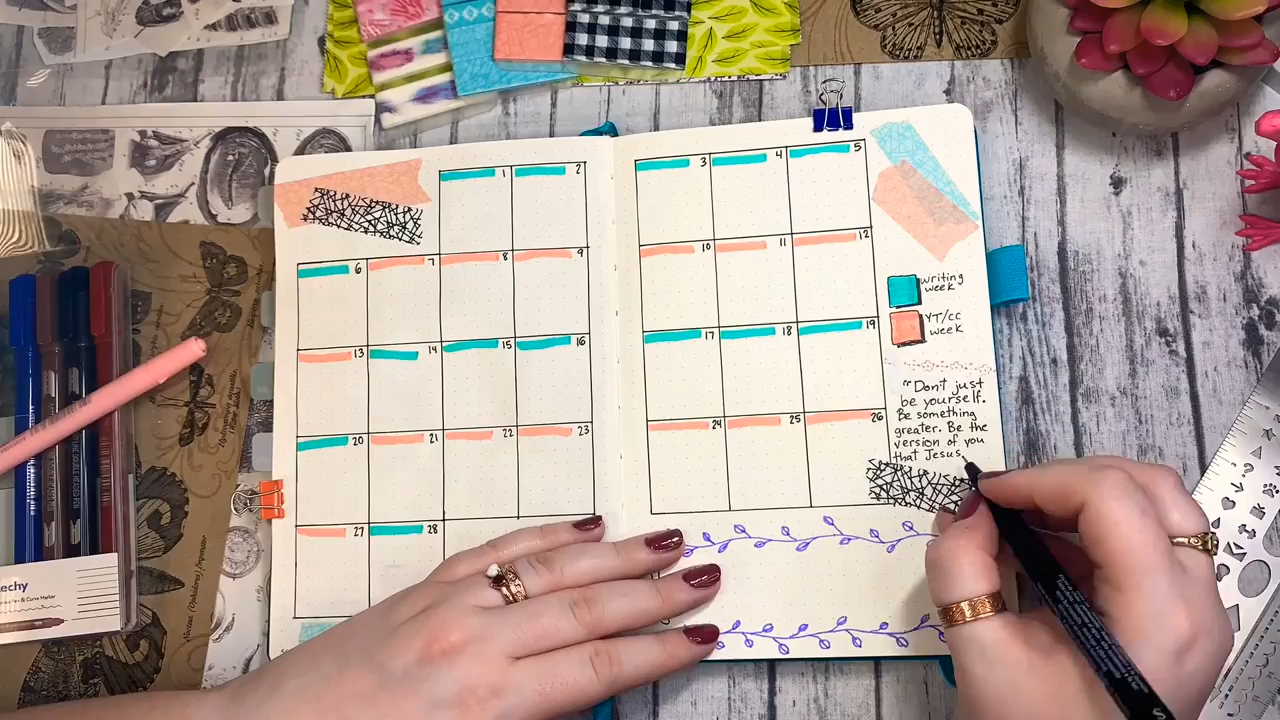 1 2
3 4 5
6 7 8 9
10 11 12
13 14 15 16
17 18 19
20 21 22 23
24 25 26
27 28
writing
week
YT/CC
week
"Don't just
be yourself.
Be something
greater. Be the
version of you
that Jesus
echy